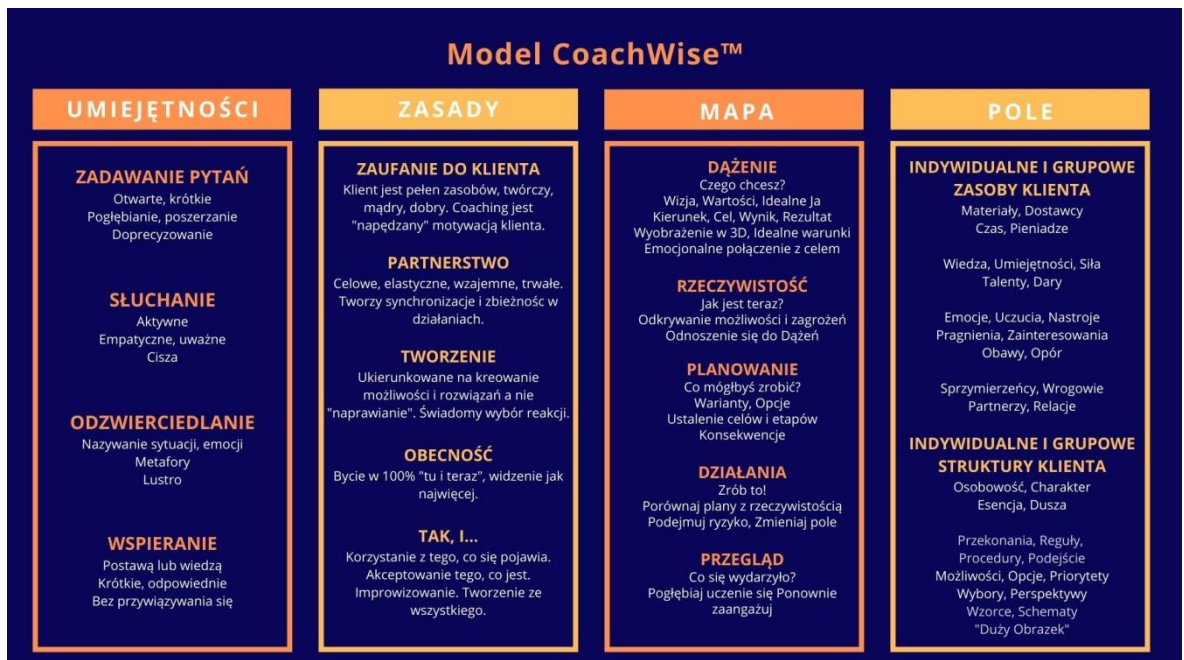 Model CoachWise™
UMIEJĘTNOŚCI
ZADAWANIE PYTAŃ
Otwarte, krótkie
Pogłębianie, poszerzanie
Doprecyzowanie
SŁUCHANIE
Aktywne
Empatyczne, uważne
Cisza
ODZWIERCIEDLANIE
Nazywanie sytuacji, emocji
Metafory
Lustro
WSPIERANIE
Postawą lub wiedzą
Krótkie, odpowiednie
Bez przywiązywania się
ZASADY
ZAUFANIE DO KLIENTA
Klient jest pełen zasobów, twórczy,
mądry, dobry. Coaching jest
"napędzany" motywacją klienta.
PARTNERSTWO
Celowe, elastyczne, wzajemne, trwałe.
Tworzy synchronizacje i zbieżnośc w
działaniach.
TWORZENIE
Ukierunkowane na kreowanie
możliwości i rozwiązań a nie
"naprawianie". Świadomy wybór reakcji.
OBECNOŚĆ
Bycie w 100% "tu i teraz", widzenie jak
najwięcej.
TAK, I...
Korzystanie z tego, co się pojawia.
Akceptowanie tego, co jest.
Improwizowanie. Tworzenie ze
wszystkiego.
MAPA
DĄŻENIE
Czego chcesz?
Wizja, Wartości, Idealne Ja
Kierunek, Cel, Wynik, Rezultat
Wyobrażenie w 3D, Idealne warunki
Emocjonalne połączenie z celem
RZECZYWISTOŚĆ
Jak jest teraz?
Odkrywanie możliwości i zagrożeń
Odnoszenie się do Dążeń
PLANOWANIE
Co mógłbyś zrobić?
Warianty, Opcje
Ustalenie celów i etapów
Konsekwencje
DZIAŁANIA
Zrób to!
Porównaj plany z rzeczywistością
Podejmuj ryzyko, Zmieniaj pole
PRZEGLĄD
Co się wydarzyło?
Pogłębiaj uczenie się Ponownie
zaangażuj
POLE
INDYWIDUALNE I GRUPOWE
ZASOBY KLIENTA
Materiały, Dostawcy
Czas, Pieniadze
Wiedza, Umiejętności, Siła
Talenty, Dary
Emocje, Uczucia, Nastroje
Pragnienia, Zainteresowania
Obawy, Opór
Sprzymierzeńcy, Wrogowie
Partnerzy, Relacje
INDYWIDUALNE I GRUPOWE
STRUKTURY KLIENTA
Osobowość, Charakter
Esencja, Dusza
Przekonania, Reguły,
Procedury, Podejście
Możliwości, Opcje, Priorytety
Wybory, Perspektywy
Wzorce, Schematy
"Duży Obrazek"